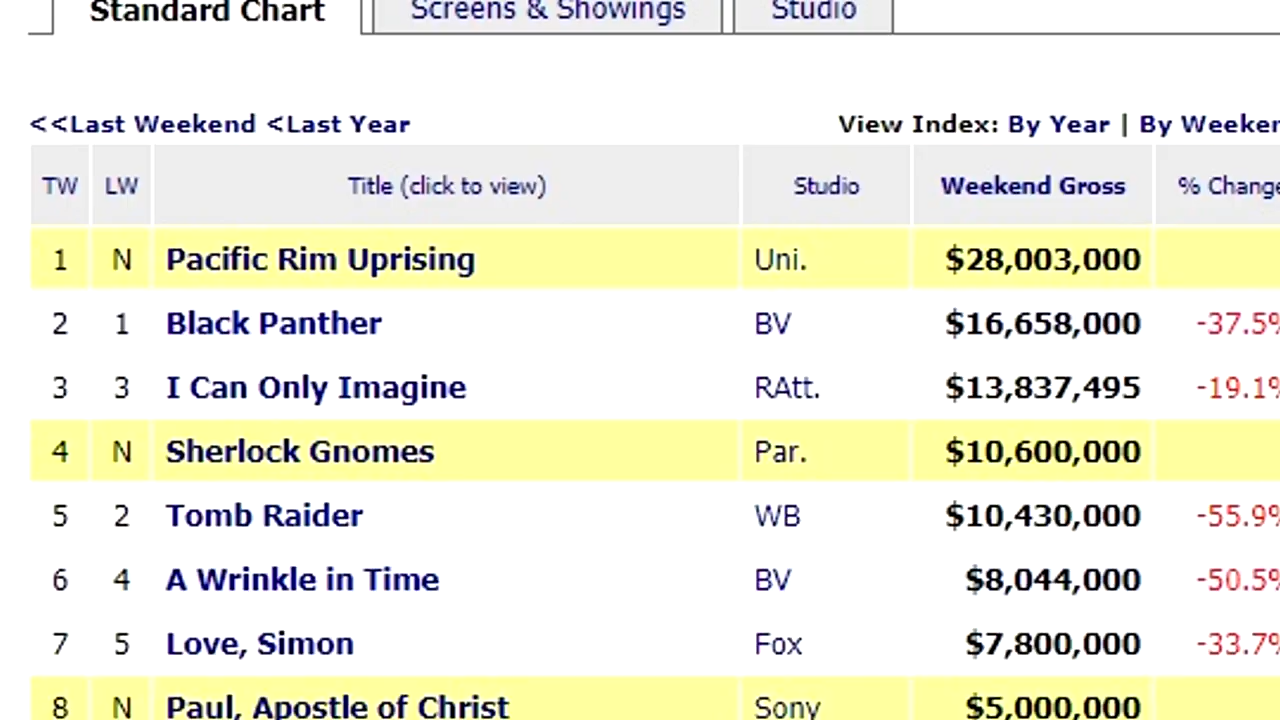 Standard Chart Screens & Showings Studio
<<Last Weekend <Last Year View Index: By Year | By Weeken
TW LW Title (click to view) Studio Weekend Gross % Change
1 N Pacific Rim Uprising Uni. $28,003,000
2 1 Black Panther BV $16,658,000 -37.5%
3 3 I Can Only Imagine RAtt. $13,837,495 -19.1%
4 N Sherlock Gnomes Par. $10,600,000
5 2 Tomb Raider WB $10,430,000 -55.9%
6 4 A Wrinkle in Time BV $8,044,000 -50.5%
7 5 Love, Simon Fox $7,800,000 -33.7%
8 N Paul, Apostle of Christ Sony $5,000,000